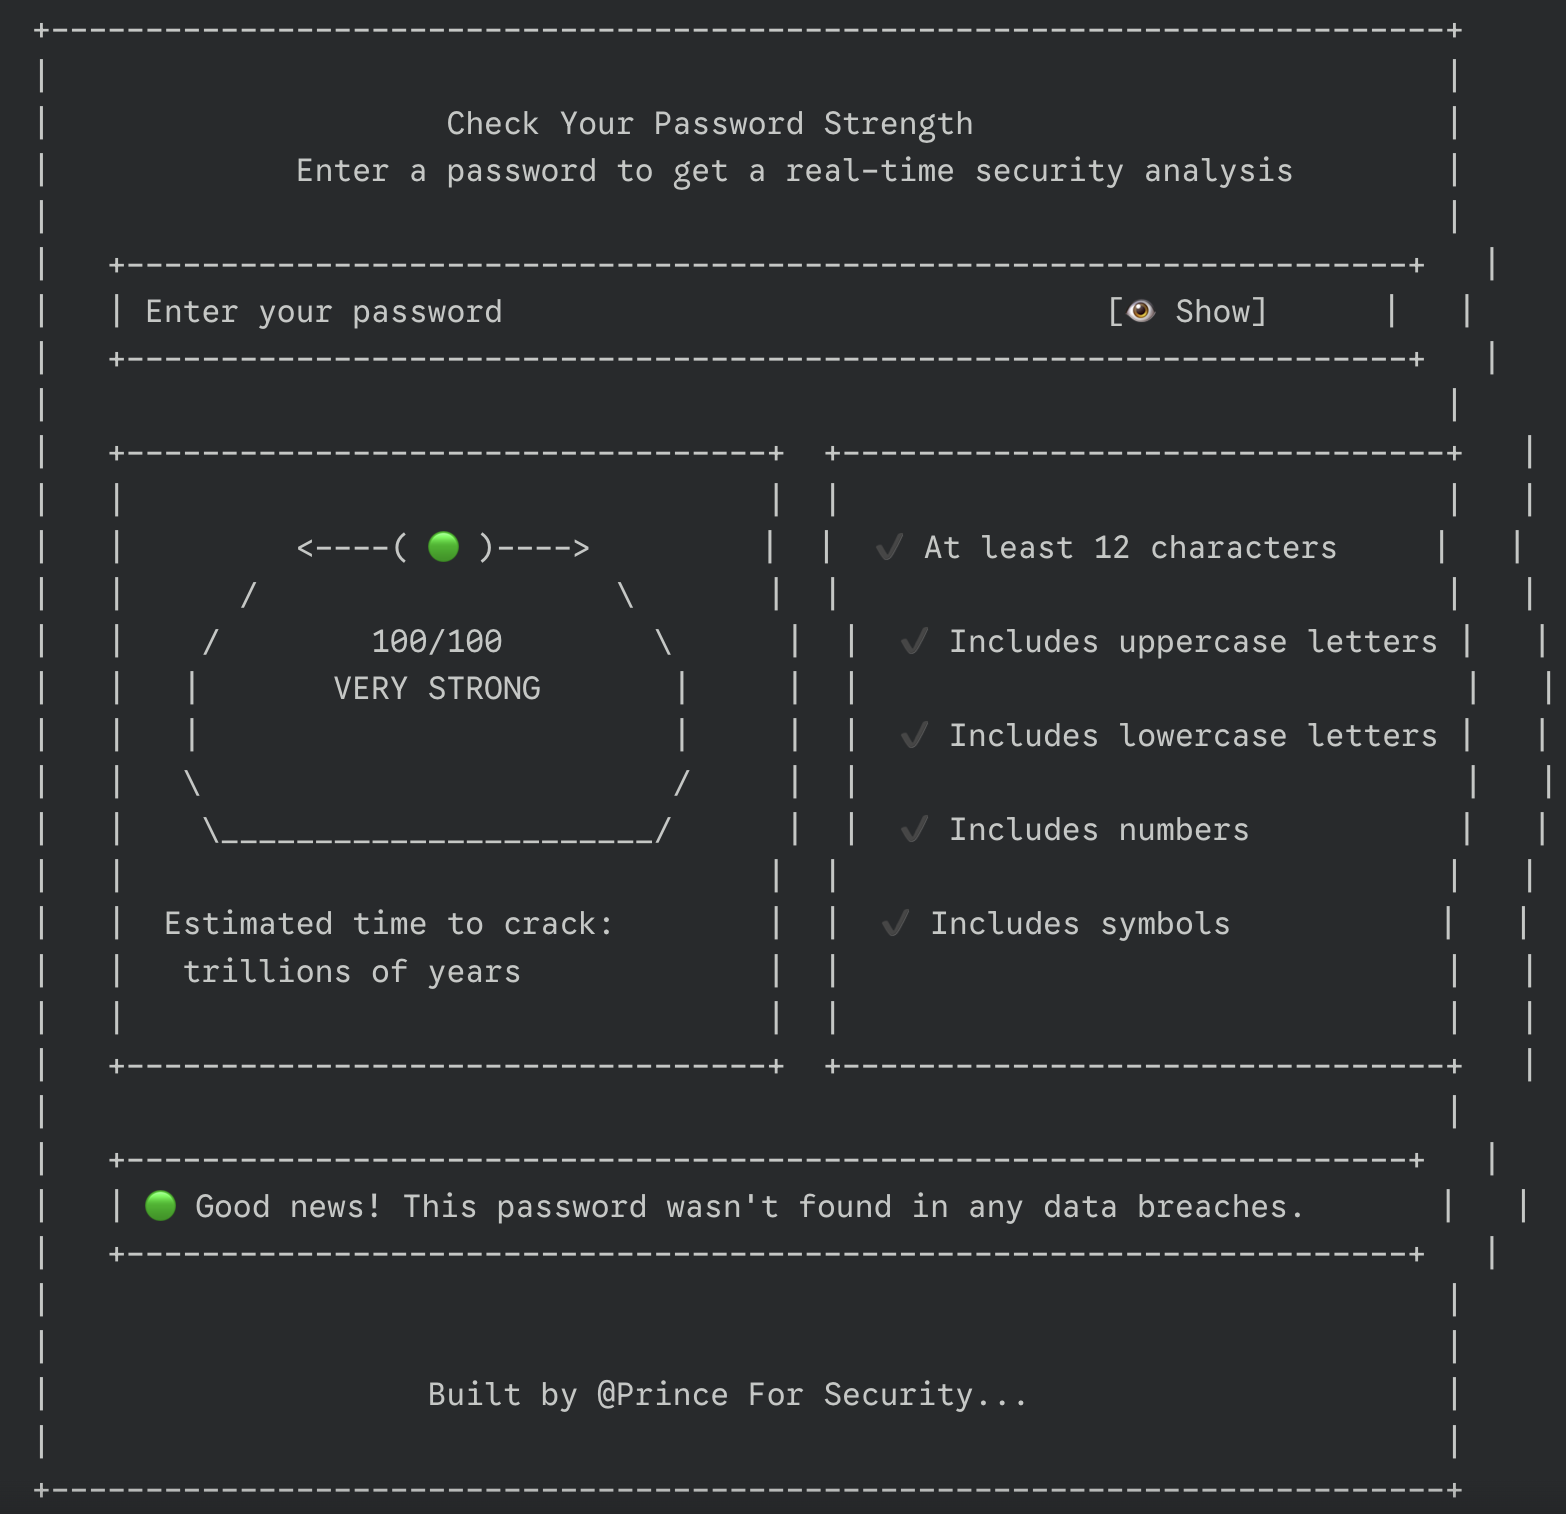 Check Your Password Strength
Enter a password to get a real-time security analysis
Enter your password [👁 Show]
<----( 🟢 )---->
100/100
VERY STRONG
Estimated time to crack:
trillions of years
✔ At least 12 characters
✔ Includes uppercase letters
✔ Includes lowercase letters
✔ Includes numbers
✔ Includes symbols
🟢 Good news! This password wasn't found in any data breaches.
Built by @Prince For Security...